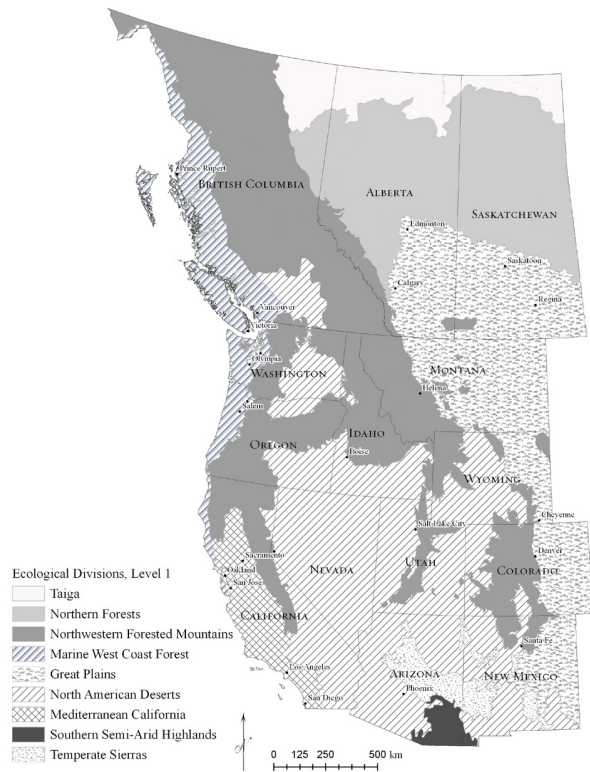 Prince Rupert
BRITISH COLUMBIA
ALBERTA
SASKATCHEWAN
Edmonton
Saskatoon
Calgary
Regina
Vancouver
Victoria
Olympia
WASHINGTON
MONTANA
Helena
Salem
OREGON
IDAHO
Boise
WYOMING
Cheyenne
Salt Lake City
Sacramento
Denver
Oakland
San Jose
NEVADA
UTAH
COLORADO
CALIFORNIA
Santa Fe
Los Angeles
ARIZONA
NEW MEXICO
Phoenix
San Diego
Ecological Divisions, Level 1
Taiga
Northern Forests
Northwestern Forested Mountains
Marine West Coast Forest
Great Plains
North American Deserts
Mediterranean California
Southern Semi-Arid Highlands
Temperate Sierras
N
0 125 250 500 km